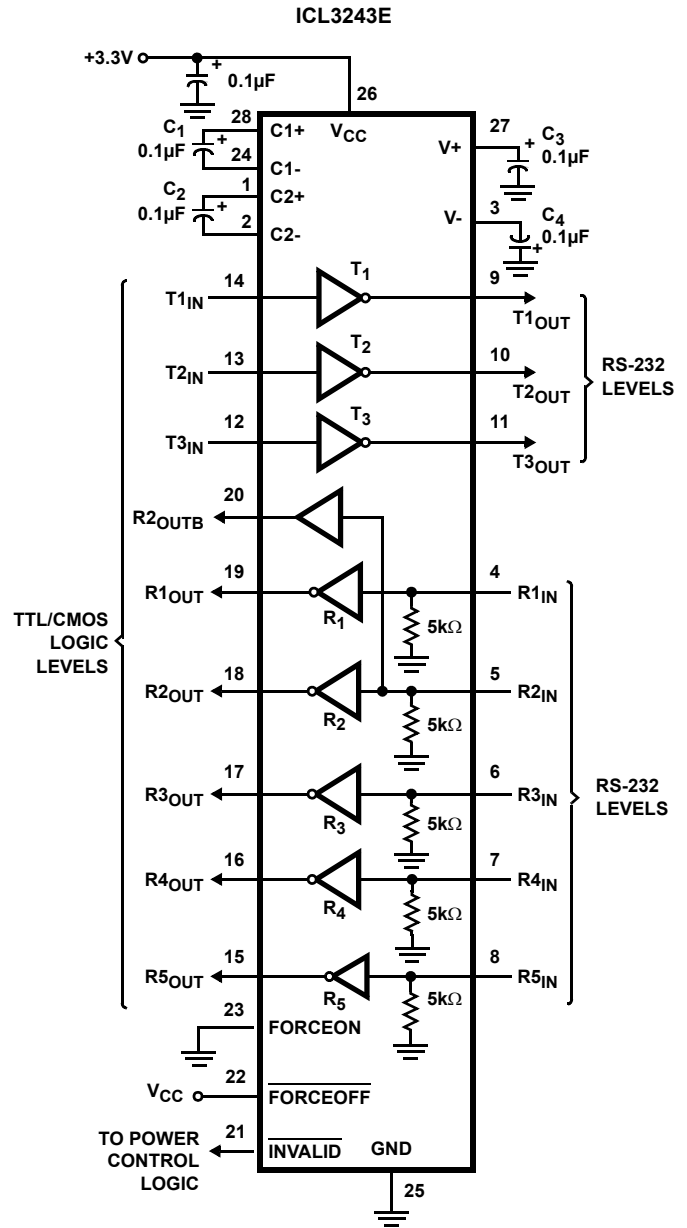 ICL3243E
+3.3V
+
0.1µF
26
28
C1+
VCC
27
C1
0.1µF
+
V+
+
C3
0.1µF
24
C1-
1
C2+
C2
0.1µF
+
3
2
C2-
V-
C4
0.1µF
+
T1IN
14
T1
9
T1OUT
T2IN
13
T2
10
T2OUT
RS-232
LEVELS
T3IN
12
T3
11
T3OUT
R2OUTB
20
R1OUT
19
R1
5kΩ
4
R1IN
TTL/CMOS
LOGIC
LEVELS
R2OUT
18
R2
5kΩ
5
R2IN
R3OUT
17
R3
5kΩ
6
R3IN
RS-232
LEVELS
R4OUT
16
R4
5kΩ
7
R4IN
R5OUT
15
R5
5kΩ
8
R5IN
23
FORCEON
VCC
22
FORCEOFF
TO POWER
CONTROL
LOGIC
21
INVALID
GND
25